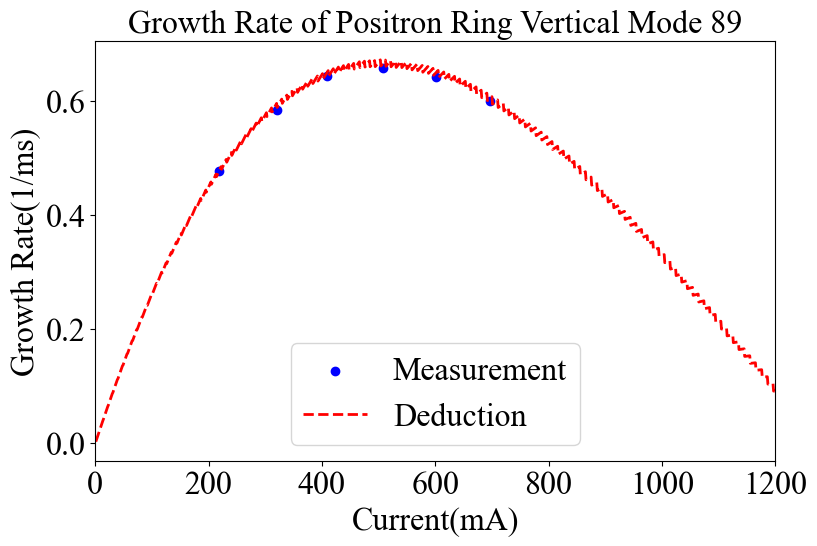 Growth Rate of Positron Ring Vertical Mode 89
Growth Rate(1/ms)
0.6
0.4
0.2
0.0
Measurement
Deduction
0 200 400 600 800 1000 1200
Current(mA)